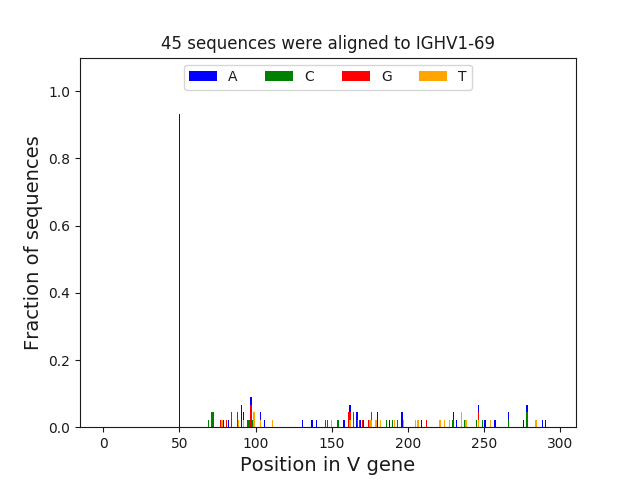 45 sequences were aligned to IGHV1-69
A C G T
1.0
0.8
0.6
0.4
0.2
0.0
Fraction of sequences
0 50 100 150 200 250 300
Position in V gene